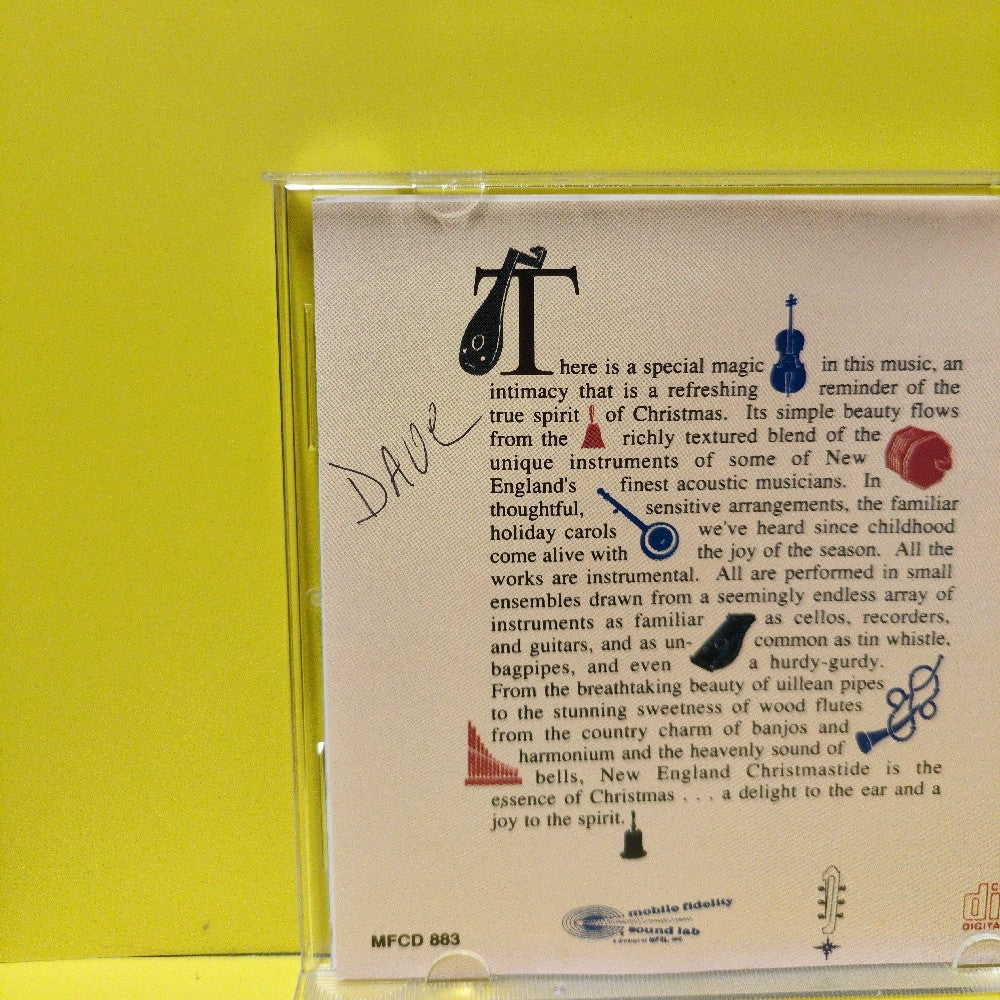 There is a special magic in this music, an
intimacy that is a refreshing reminder of the
true spirit of Christmas. Its simple beauty flows
from the richly textured blend of the
unique instruments of some of New
England's finest acoustic musicians. In
thoughtful, sensitive arrangements, the familiar
holiday carols we've heard since childhood
come alive with the joy of the season. All the
works are instrumental. All are performed in small
ensembles drawn from a seemingly endless array of
instruments as familiar as cellos, recorders,
and guitars, and as un- common as tin whistle,
bagpipes, and even a hurdy-gurdy.
From the breathtaking beauty of uillean pipes
to the stunning sweetness of wood flutes
from the country charm of banjos and
harmonium and the heavenly sound of
bells, New England Christmastide is the
essence of Christmas . . . a delight to the ear and a
joy to the spirit.
DAVE
MFCD 883
mobile fidelity
sound lab
DIGITA